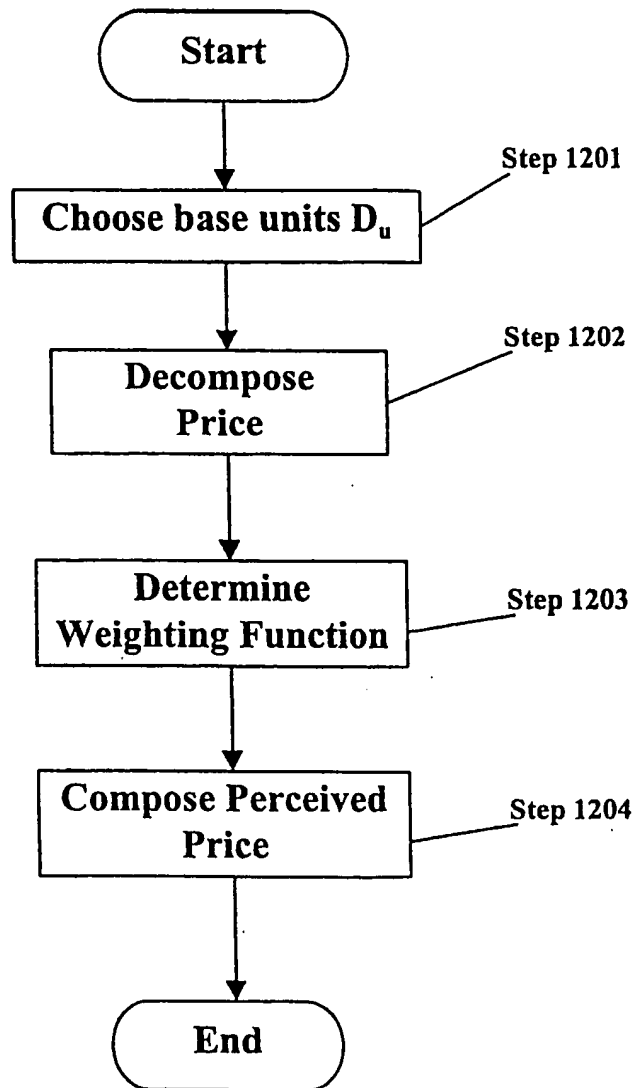 Start
Step 1201
Choose base units Dᵤ
Step 1202
Decompose
Price
Determine
Weighting Function
Step 1203
Compose Perceived
Price
Step 1204
End